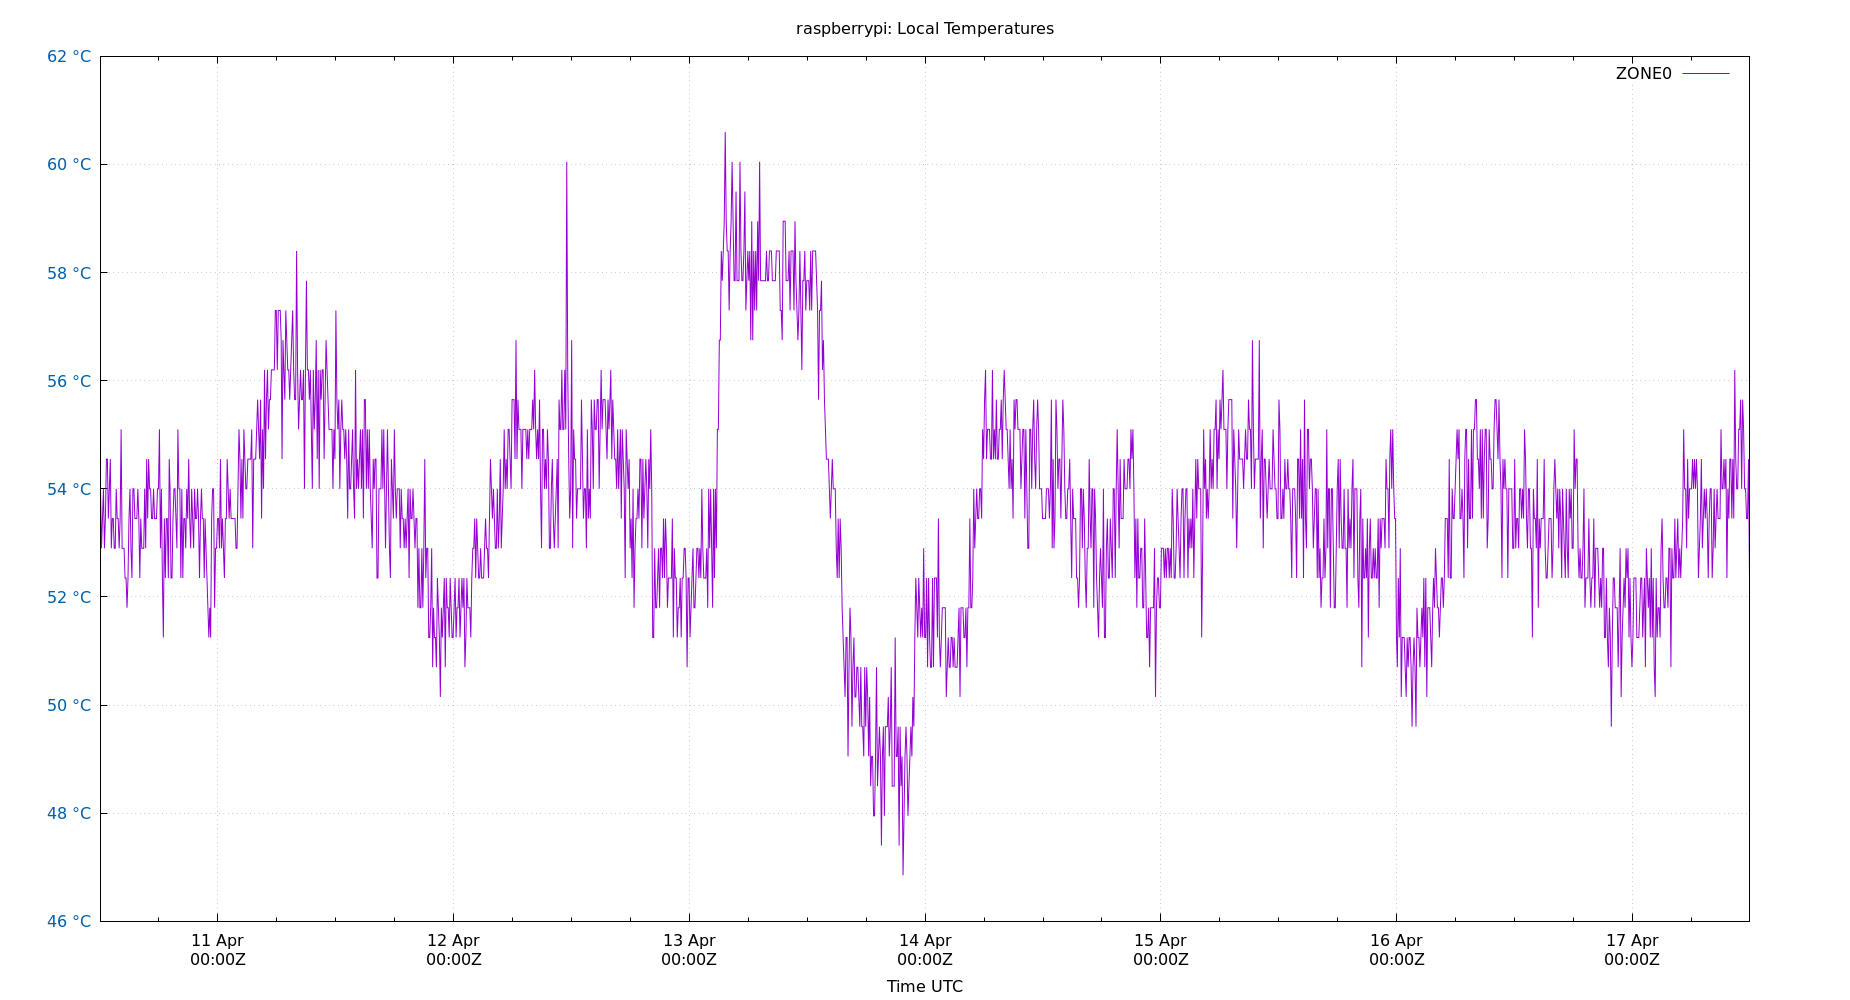 raspberrypi: Local Temperatures
62 °C
ZONE0
60 °C
58 °C
56 °C
54 °C
52 °C
50 °C
48 °C
46 °C
11 Apr 12 Apr 13 Apr 14 Apr 15 Apr 16 Apr 17 Apr
00:00Z 00:00Z 00:00Z 00:00Z 00:00Z 00:00Z 00:00Z
Time UTC